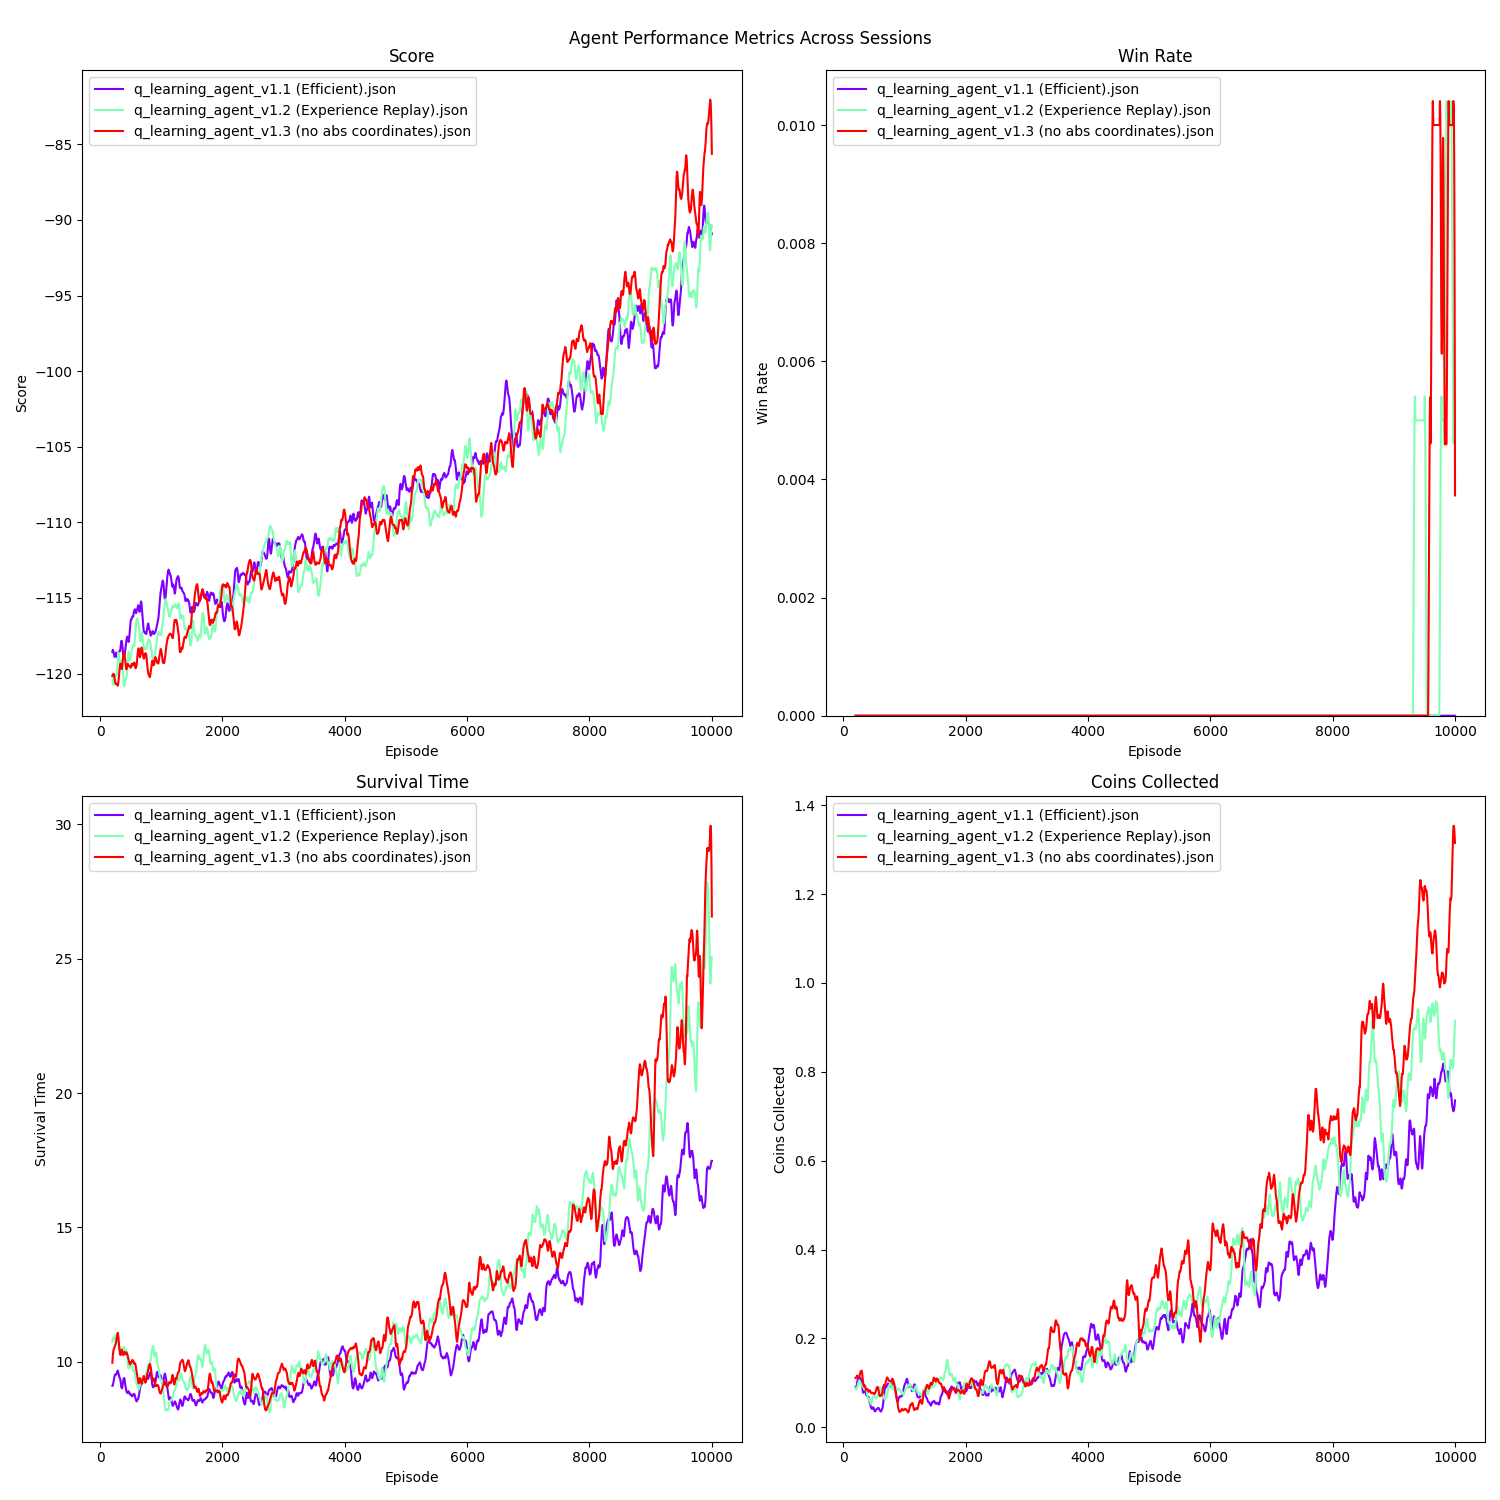 Agent Performance Metrics Across Sessions
Score
q_learning_agent_v1.1 (Efficient).json
q_learning_agent_v1.2 (Experience Replay).json
q_learning_agent_v1.3 (no abs coordinates).json
−85
−90
−95
−100
−105
−110
−115
−120
Score
0 2000 4000 6000 8000 10000
Episode
Win Rate
q_learning_agent_v1.1 (Efficient).json
q_learning_agent_v1.2 (Experience Replay).json
q_learning_agent_v1.3 (no abs coordinates).json
0.010
0.008
0.006
0.004
0.002
0.000
Win Rate
0 2000 4000 6000 8000 10000
Episode
Survival Time
q_learning_agent_v1.1 (Efficient).json
q_learning_agent_v1.2 (Experience Replay).json
q_learning_agent_v1.3 (no abs coordinates).json
30
25
20
15
10
Survival Time
0 2000 4000 6000 8000 10000
Episode
Coins Collected
q_learning_agent_v1.1 (Efficient).json
q_learning_agent_v1.2 (Experience Replay).json
q_learning_agent_v1.3 (no abs coordinates).json
1.4
1.2
1.0
0.8
0.6
0.4
0.2
0.0
Coins Collected
0 2000 4000 6000 8000 10000
Episode